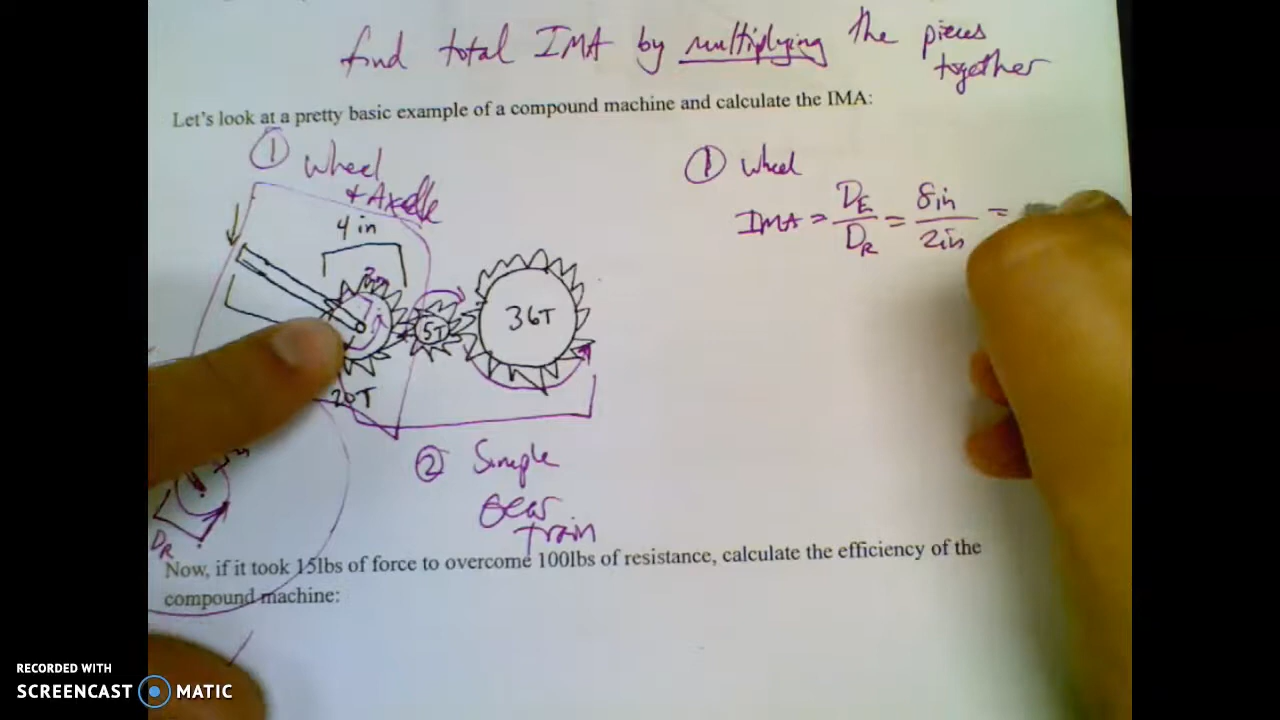 find total IMA by multiplying the pieces
together
Let's look at a pretty basic example of a compound machine and calculate the IMA:
① Wheel
+ Axle
4 in
20T
5T
36T
② Simple
gear
train
① Wheel
IMA = D_E / D_R = 8in / 2in =
D_R
Now, if it took 15lbs of force to overcome 100lbs of resistance, calculate the efficiency of the
compound machine:
RECORDED WITH
SCREENCAST MATIC